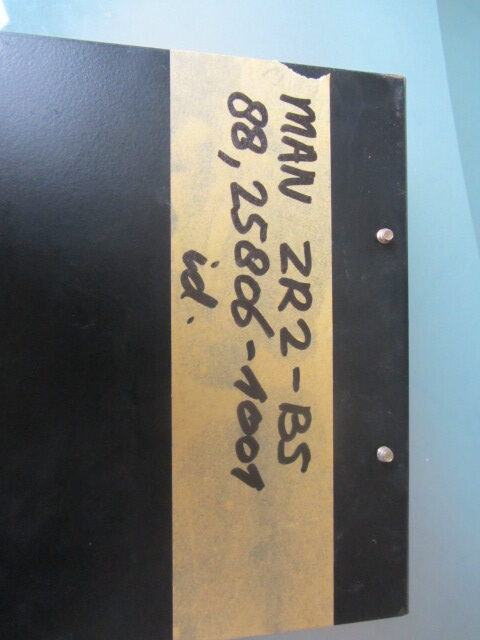 MAN ZR2-BS
88,25806-1001
id.